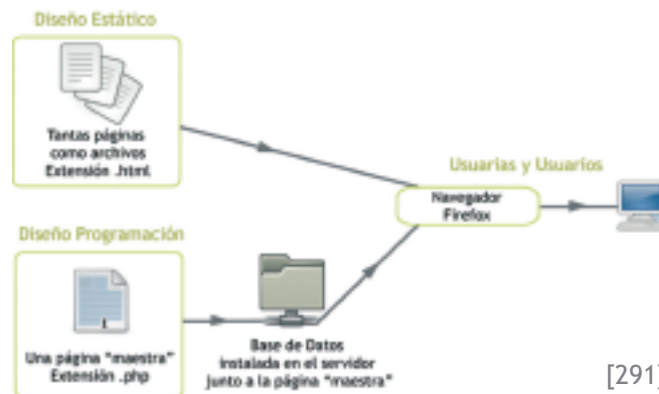 Diseño Estático
Tantas páginas
como archivos
Extensión .html
Usuarias y Usuarios
Navegador
Firefox
Diseño Programación
Una página "maestra"
Extensión .php
Base de Datos
instalada en el servidor
junto a la página "maestra"
[291]